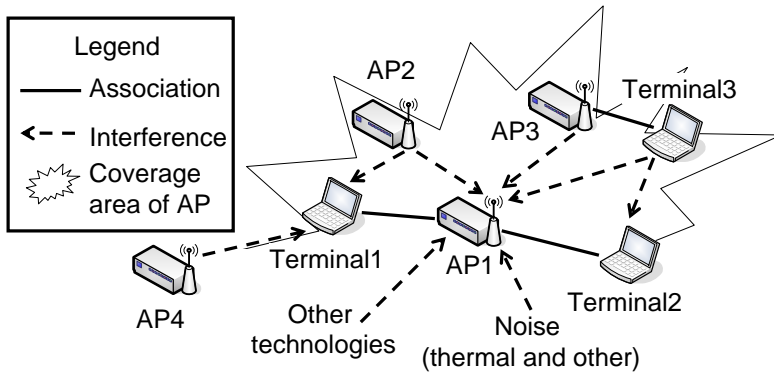 Legend
Association
Interference
Coverage
area of AP
AP2
AP3
Terminal3
Terminal1
AP1
Terminal2
AP4
Other
technologies
Noise
(thermal and other)